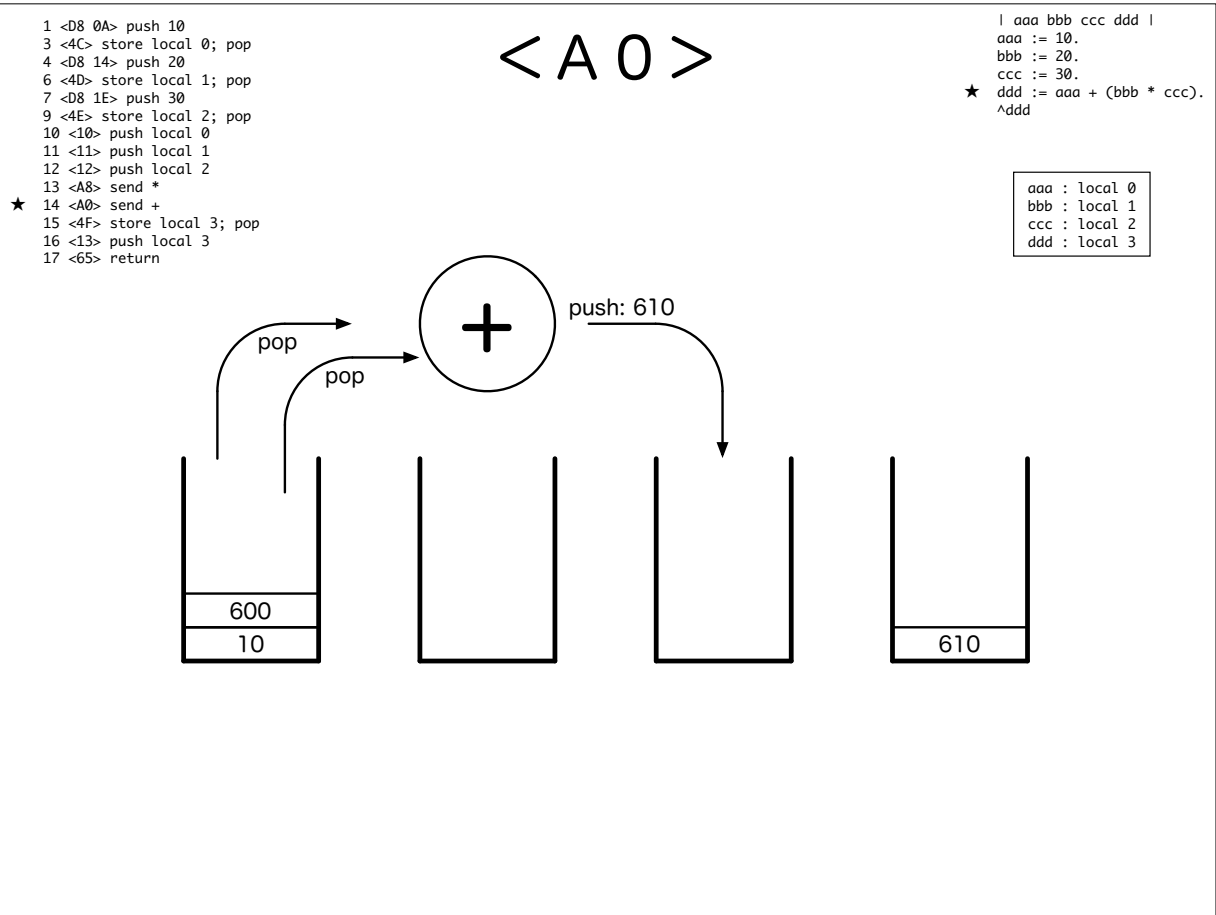 1 <D8 0A> push 10
3 <4C> store local 0; pop
4 <D8 14> push 20
6 <4D> store local 1; pop
7 <D8 1E> push 30
9 <4E> store local 2; pop
10 <10> push local 0
11 <11> push local 1
12 <12> push local 2
13 <A8> send *
★ 14 <A0> send +
15 <4F> store local 3; pop
16 <13> push local 3
17 <65> return
<A0>
| aaa bbb ccc ddd |
aaa := 10.
bbb := 20.
ccc := 30.
★ ddd := aaa + (bbb * ccc).
^ddd
aaa : local 0
bbb : local 1
ccc : local 2
ddd : local 3
pop
pop
+
push: 610
600
10
610